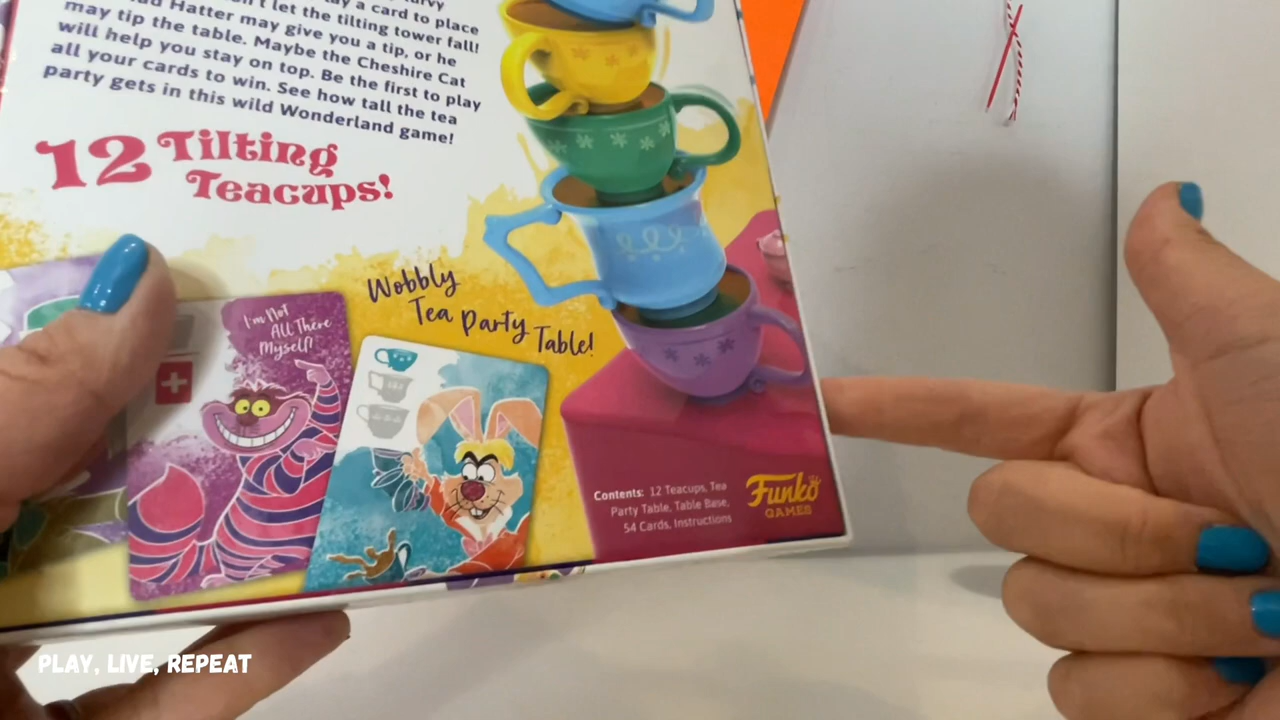 a card to place
let the tilting tower fall!
Hatter may give you a tip, or he
may tip the table. Maybe the Cheshire Cat
will help you stay on top. Be the first to play
all your cards to win. See how tall the tea
party gets in this wild Wonderland game!
12 Tilting
Teacups!
Wobbly
Tea Party
Table!
I'm Not
All There
Myself!
Contents: 12 Teacups, Tea
Party Table, Table Base,
54 Cards, Instructions
Funko
GAMES
PLAY, LIVE, REPEAT